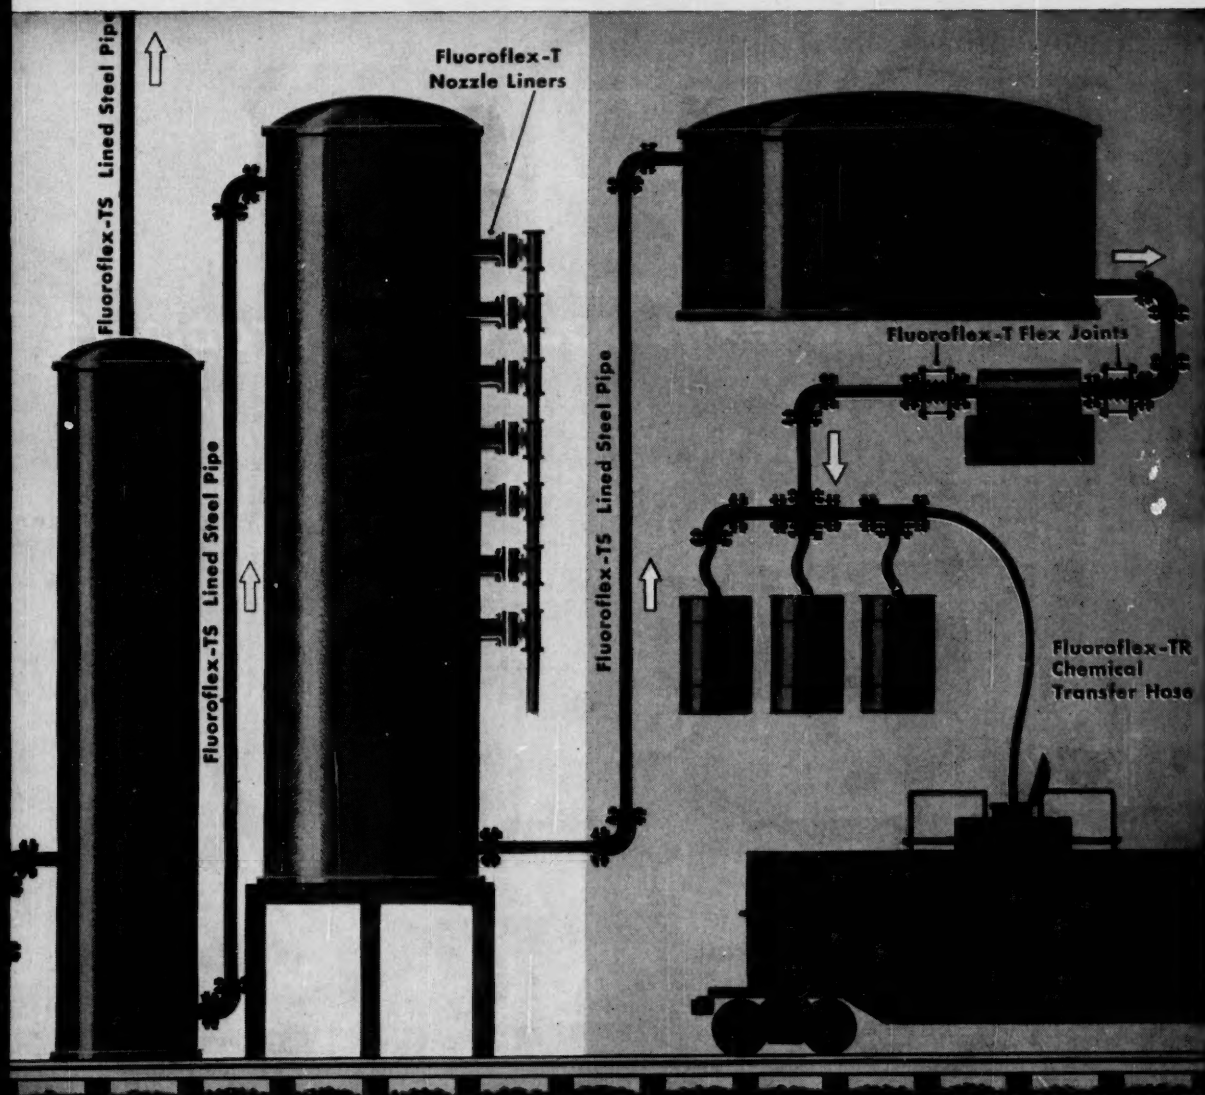 Fluoroflex-TS Lined Steel Pipe
Fluoroflex-T
Nozzle Liners
Fluoroflex-TS Lined Steel Pipe
Fluoroflex-TS Lined Steel Pipe
Fluoroflex-T Flex Joints
Fluoroflex-TR
Chemical
Transfer Hose